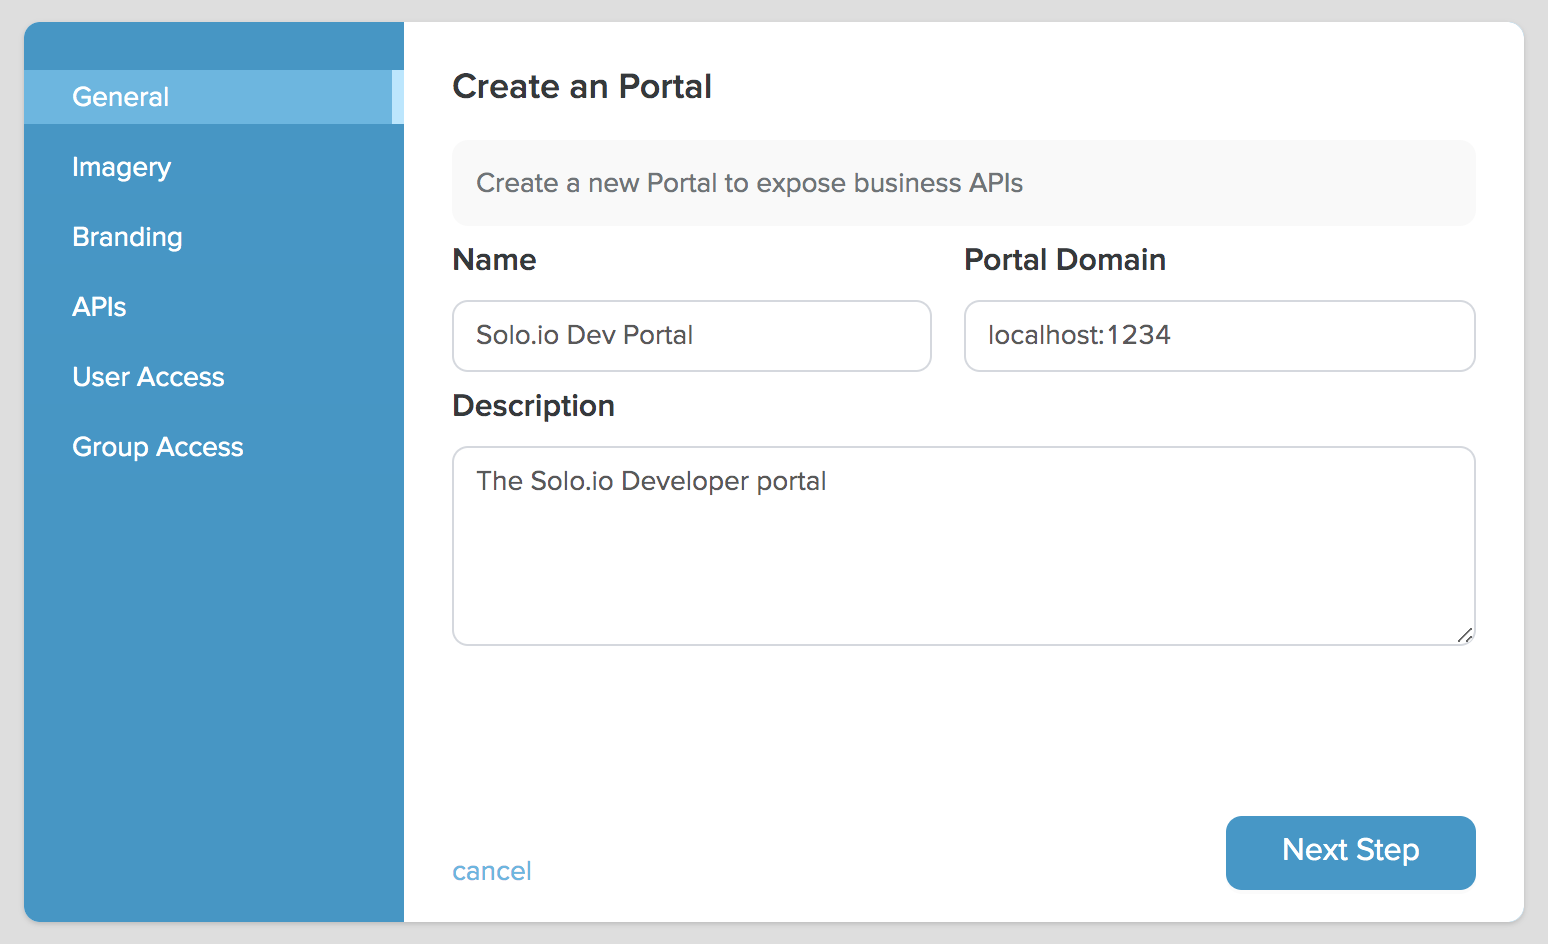 General
Imagery
Branding
APIs
User Access
Group Access
Create an Portal
Create a new Portal to expose business APIs
Name
Portal Domain
Solo.io Dev Portal
localhost:1234
Description
The Solo.io Developer portal
cancel
Next Step